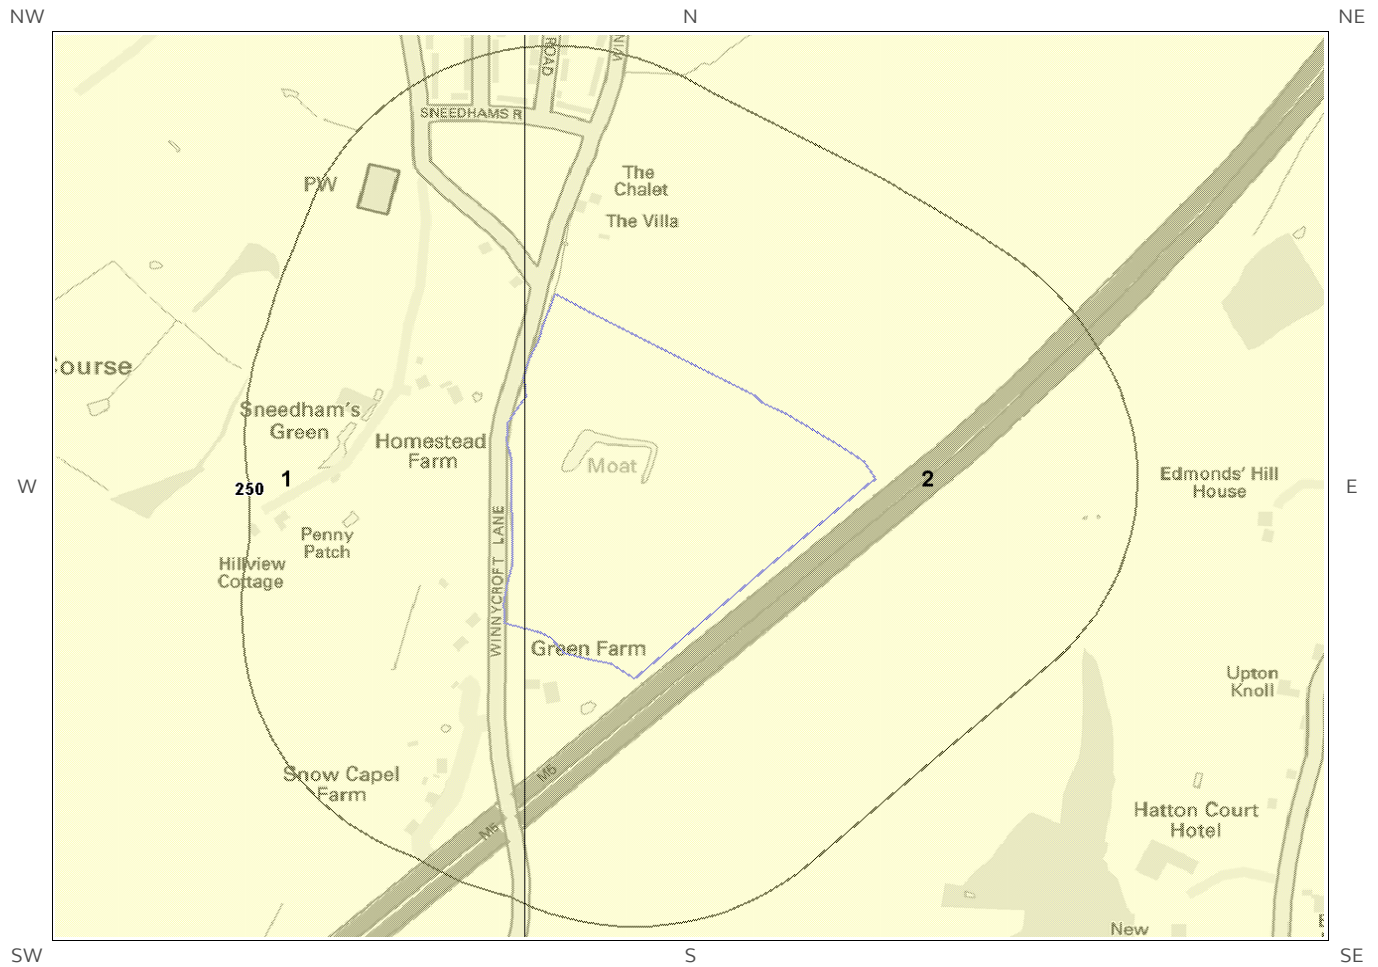 NW
N
NE
ROAD
SNEEDHAMS R
PW
The
Chalet
The Villa
Course
Sneedham's
Green
Homestead
Farm
Moat
1
250
2
W
E
Edmonds' Hill
House
Penny
Patch
Hillview
Cottage
WINNYCROFT LANE
Green Farm
Upton
Knoll
Snow Capel
Farm
M5
M5
Hatton Court
Hotel
New
SW
S
SE